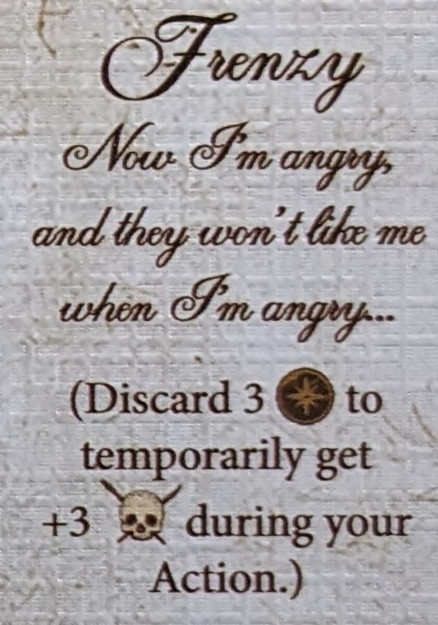 Frenzy
Now I'm angry,
and they won't like me
when I'm angry...
(Discard 3 to
temporarily get
+3 during your
Action.)